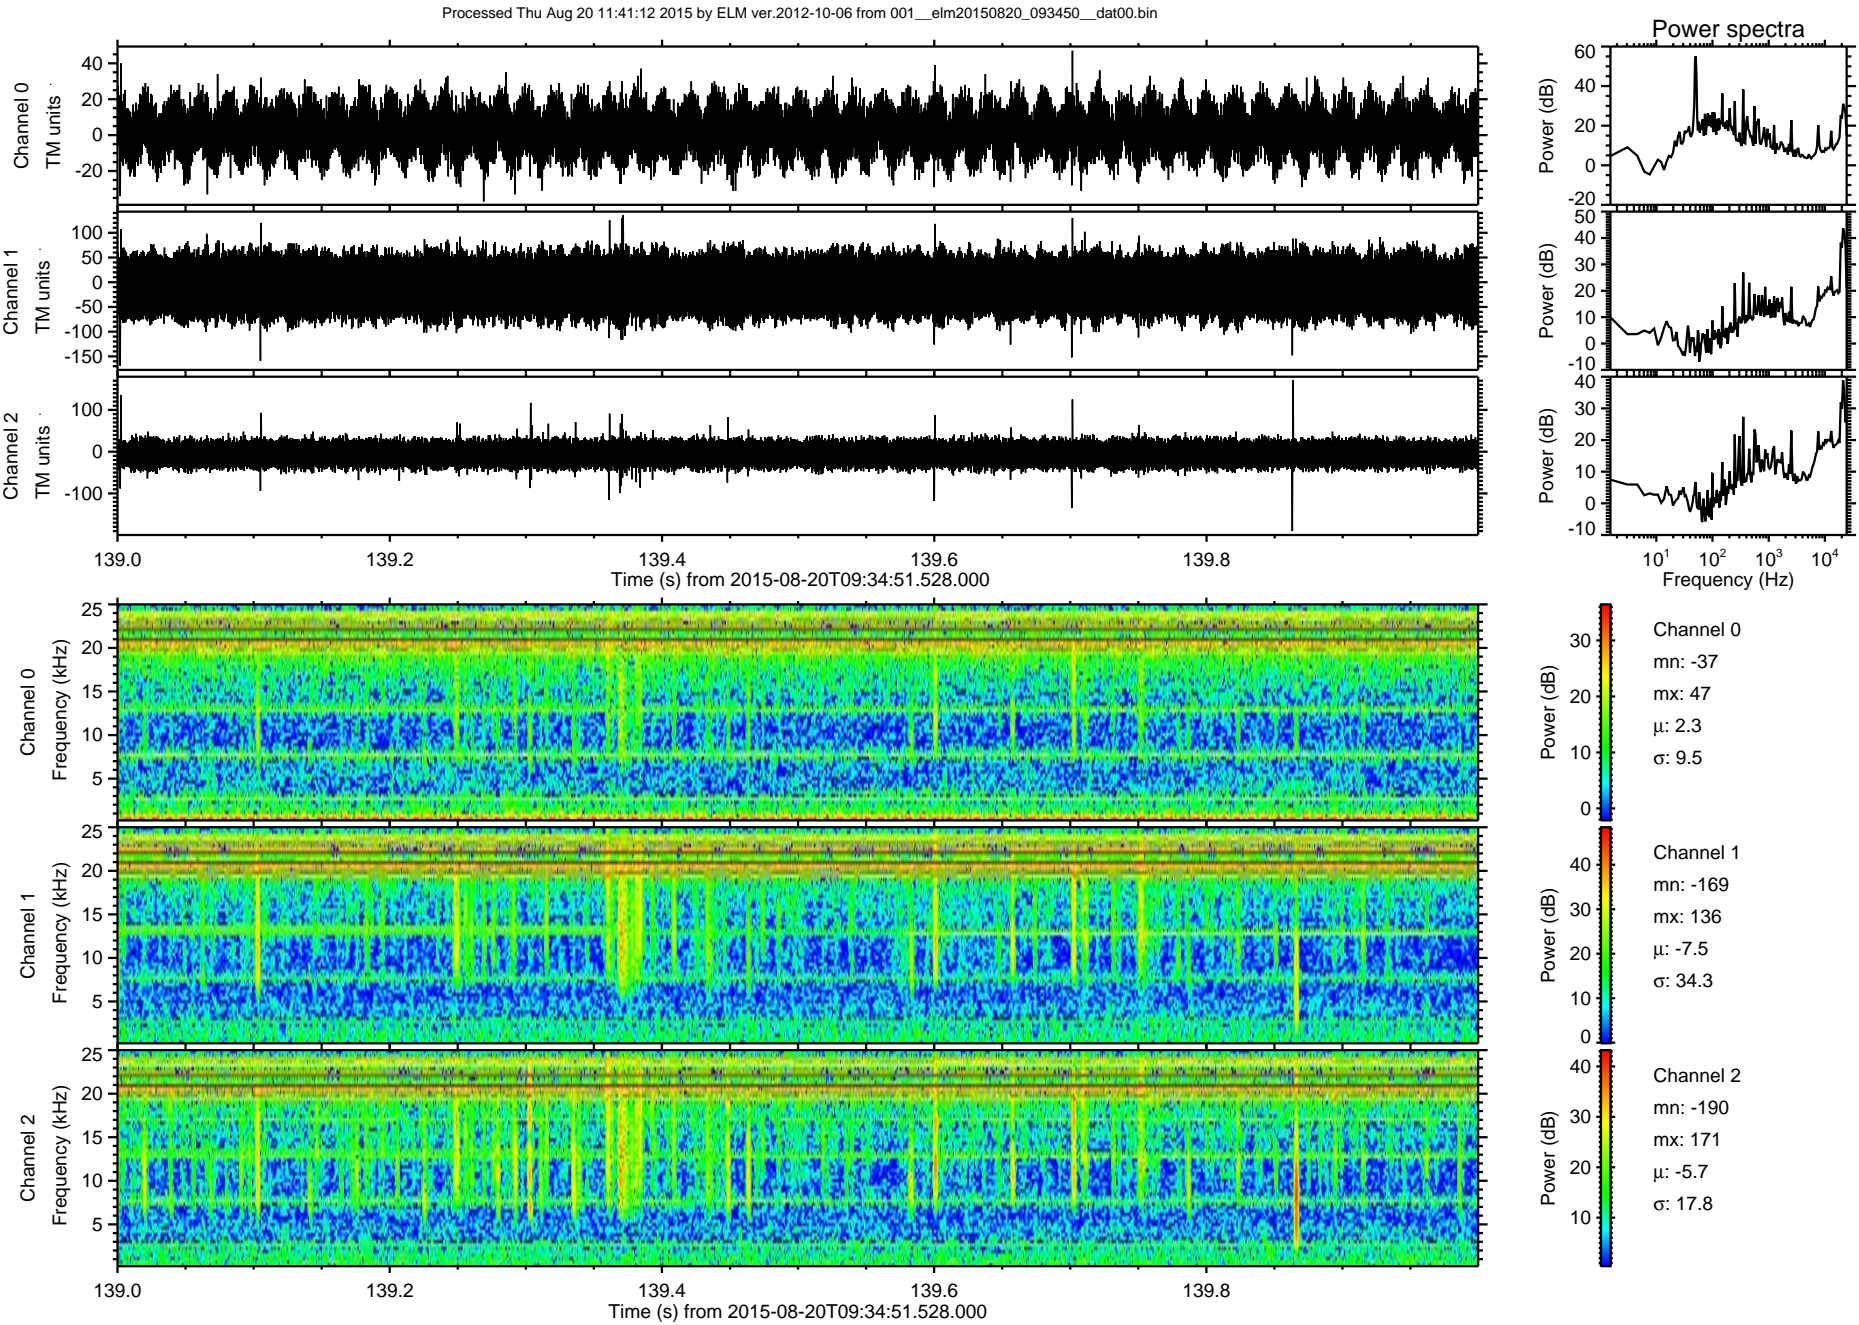 Processed Thu Aug 20 11:41:12 2015 by ELM ver.2012-10-06 from 001__elm20150820_093450__dat00.bin
Power spectra
Channel 0
TM units
40
20
0
-20
Power (dB)
60
40
20
0
-20
Channel 1
TM units
100
50
0
-50
-100
-150
Power (dB)
50
40
30
20
10
0
-10
Channel 2
TM units
100
0
-100
Power (dB)
40
30
20
10
0
-10
139.0 139.2 139.4 139.6 139.8
Time (s) from 2015-08-20T09:34:51.528.000
10^1 10^2 10^3 10^4
Frequency (Hz)
Channel 0
Frequency (kHz)
25
20
15
10
5
Power (dB)
30
20
10
0
Channel 0
mn: -37
mx: 47
μ: 2.3
σ: 9.5
Channel 1
Frequency (kHz)
25
20
15
10
5
Power (dB)
40
30
20
10
0
Channel 1
mn: -169
mx: 136
μ: -7.5
σ: 34.3
Channel 2
Frequency (kHz)
25
20
15
10
5
Power (dB)
40
30
20
10
Channel 2
mn: -190
mx: 171
μ: -5.7
σ: 17.8
139.0 139.2 139.4 139.6 139.8
Time (s) from 2015-08-20T09:34:51.528.000